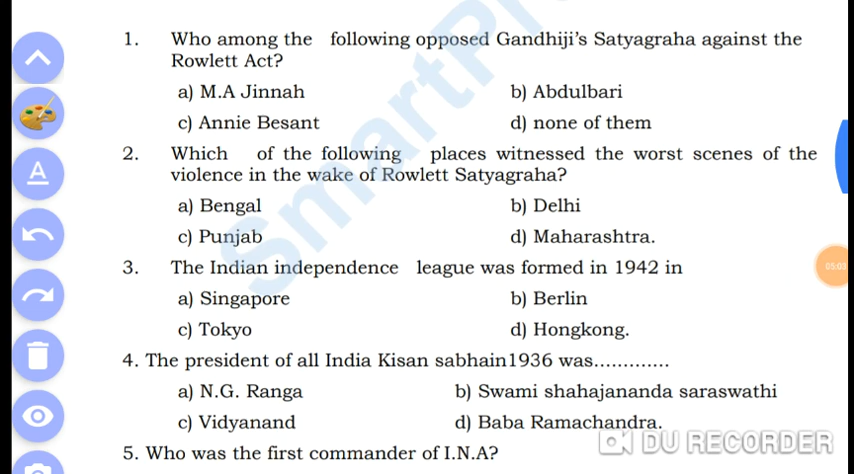 1. Who among the following opposed Gandhiji's Satyagraha against the
Rowlett Act?
a) M.A Jinnah b) Abdulbari
c) Annie Besant d) none of them
2. Which of the following places witnessed the worst scenes of the
violence in the wake of Rowlett Satyagraha?
a) Bengal b) Delhi
c) Punjab d) Maharashtra.
3. The Indian independence league was formed in 1942 in
a) Singapore b) Berlin
c) Tokyo d) Hongkong.
4. The president of all India Kisan sabhain1936 was.............
a) N.G. Ranga b) Swami shahajananda saraswathi
c) Vidyanand d) Baba Ramachandra.
5. Who was the first commander of I.N.A?
A
05:03
DU RECORDER